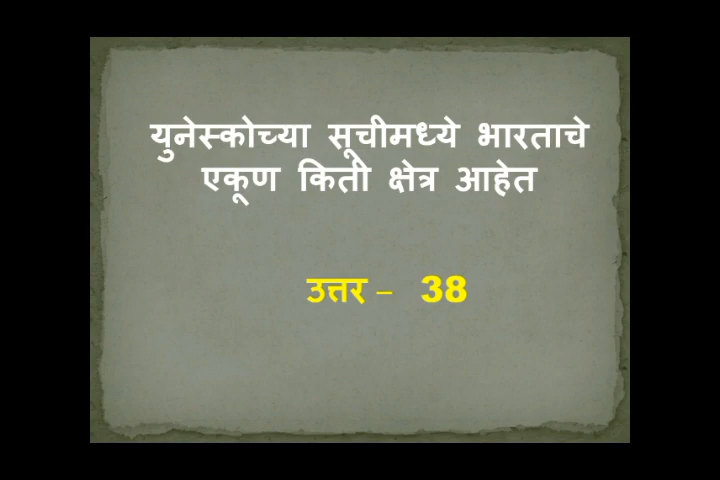 युनेस्कोच्या सूचीमध्ये भारताचे
एकूण किती क्षेत्र आहेत
उत्तर – 38